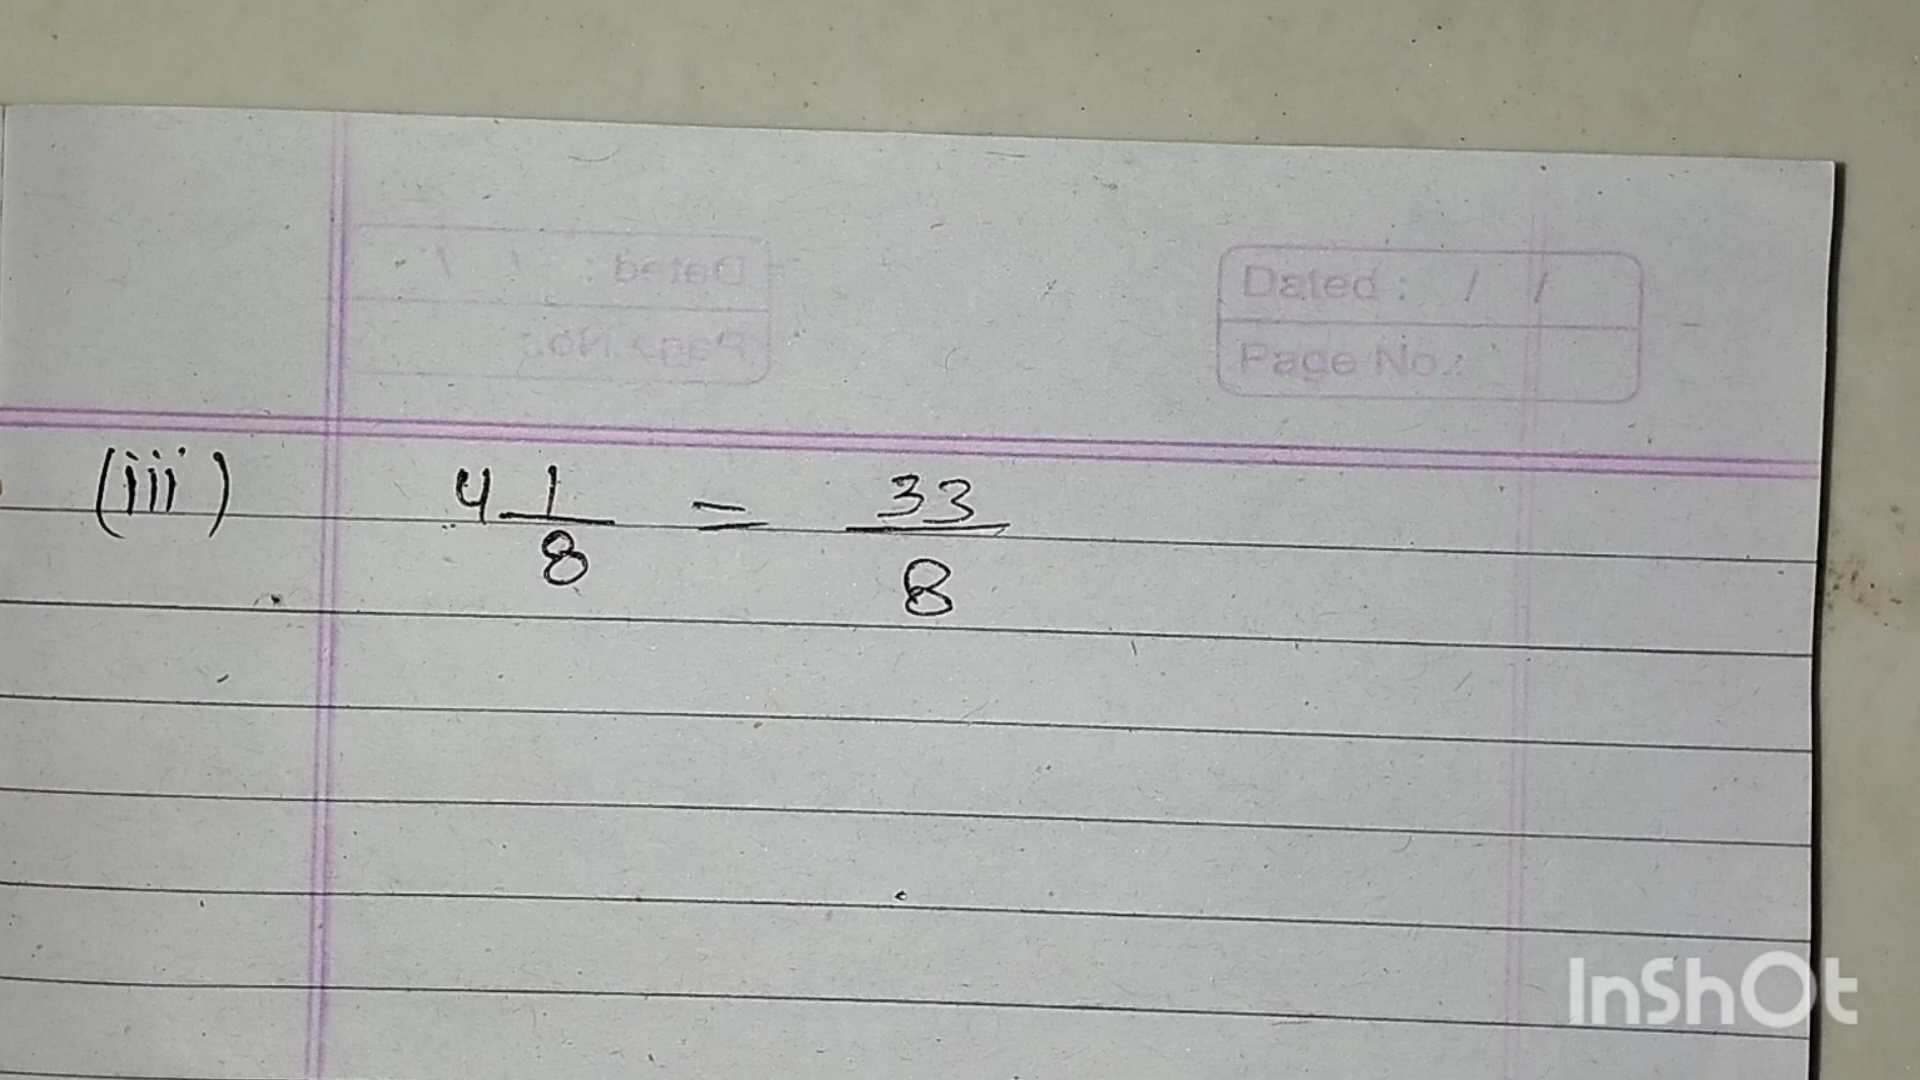 Dated : / /
Page No.:
(iii) 4 1/8 = 33/8
InShOt